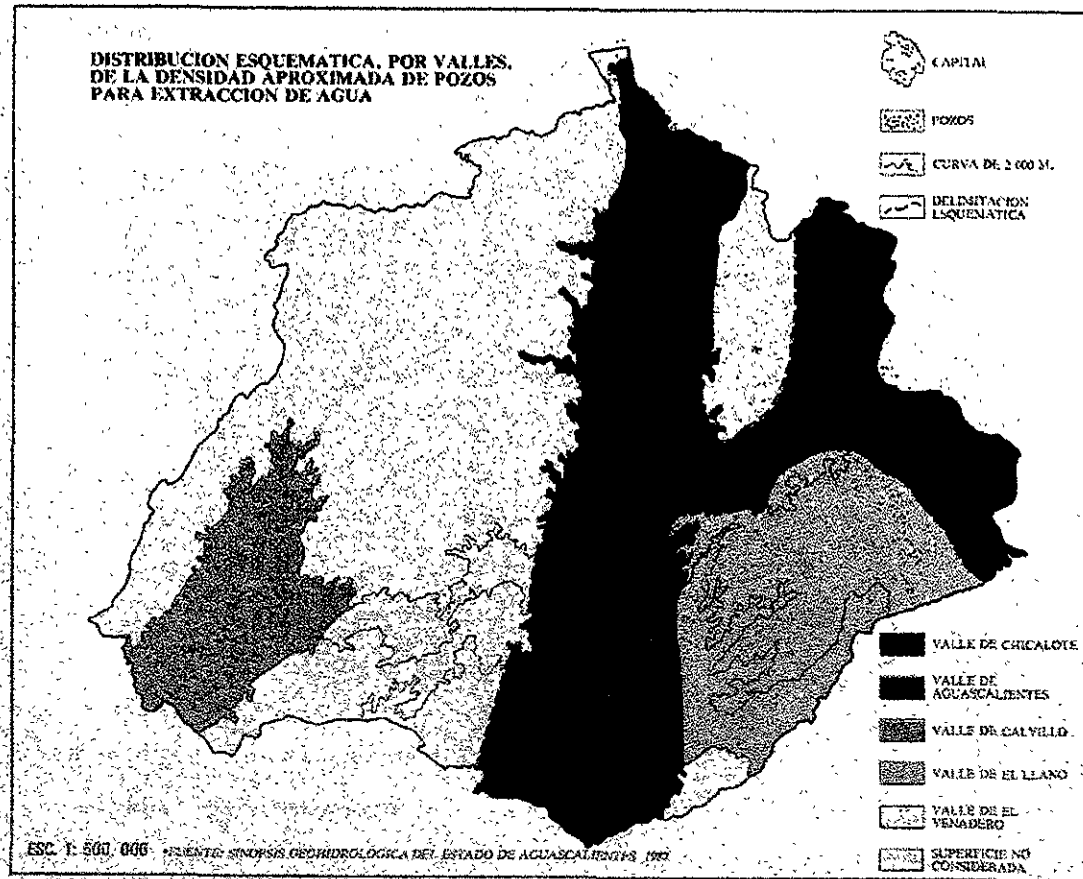 DISTRIBUCION ESQUEMATICA, POR VALLES,
DE LA DENSIDAD APROXIMADA DE POZOS
PARA EXTRACCION DE AGUA
CAPITAL
POZOS
CURVA DE 2 000 M.
DELIMITACION
ESQUEMATICA
VALLE DE CHICALOTE
VALLE DE
AGUASCALIENTES
VALLE DE CALVILLO
VALLE DE EL LLANO
VALLE DE EL
VENADERO
SUPERFICIE NO
CONSIDERADA
ESC. 1: 500, 000
FUENTE: SINOPSIS GEOHIDROLOGICA DEL ESTADO DE AGUASCALIENTES